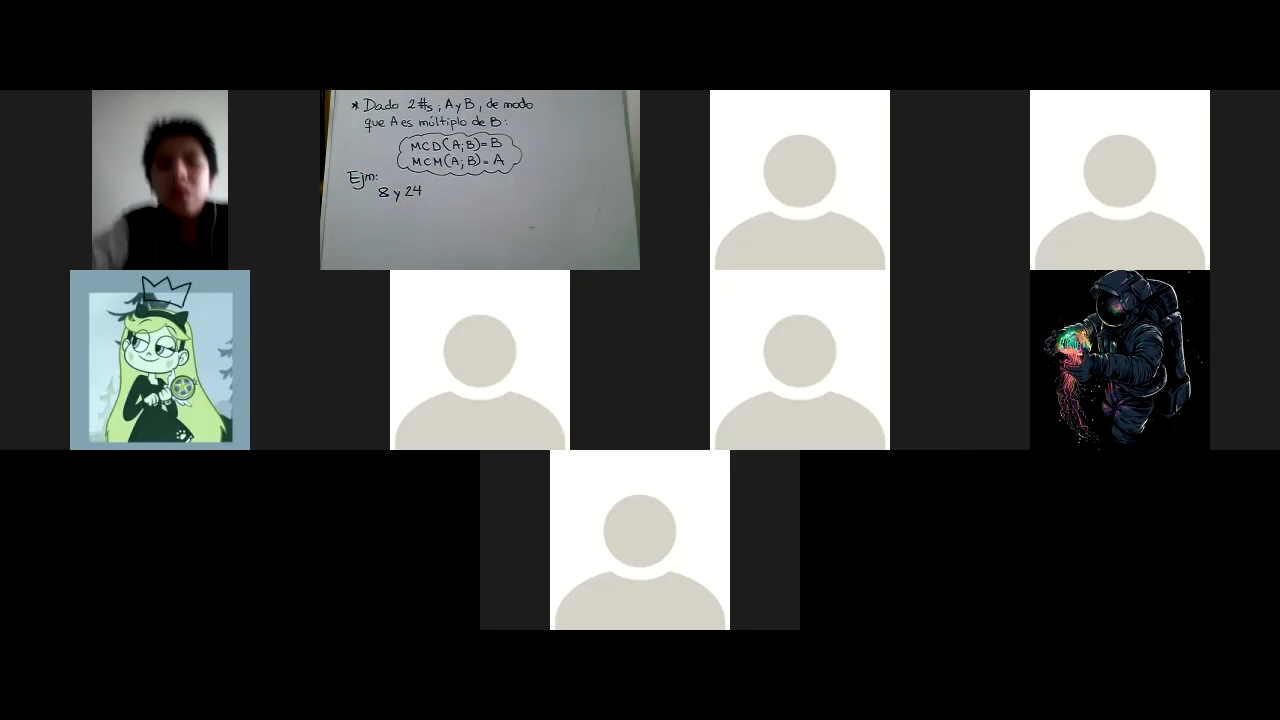 * Dado 2#s; A y B, de modo
que A es múltiplo de B:
MCD(A;B)=B
MCM(A;B)=A
Ejm:
8 y 24